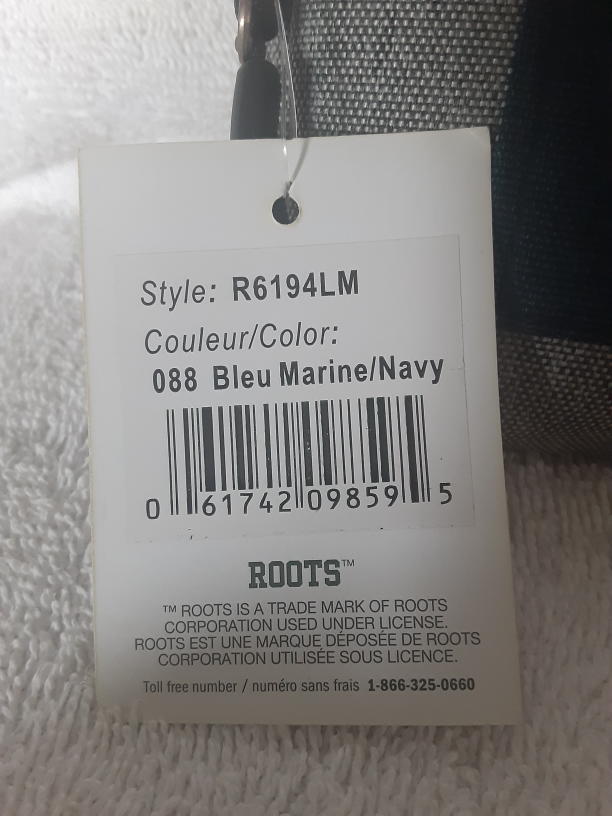 Style: R6194LM
Couleur/Color:
088 Bleu Marine/Navy
0 61742 09859 5
ROOTS™
™ ROOTS IS A TRADE MARK OF ROOTS
CORPORATION USED UNDER LICENSE.
ROOTS EST UNE MARQUE DÉPOSÉE DE ROOTS
CORPORATION UTILISÉE SOUS LICENCE.
Toll free number / numéro sans frais 1-866-325-0660